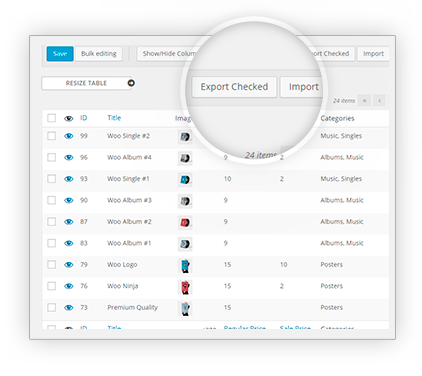 Save Bulk editing Show/Hide Colum Checked Import
Export Checked Import
RESIZE TABLE
24 items « ‹
24 items
ID Title Imag Categories
99 Woo Single #2 Music, Singles
96 Woo Album #4 9 2 Albums, Music
93 Woo Single #1 10 2 Music, Singles
90 Woo Album #3 9 Albums, Music
87 Woo Album #2 9 Albums, Music
83 Woo Album #1 9 Albums, Music
79 Woo Logo 15 10 Posters
76 Woo Ninja 15 2 Posters
73 Premium Quality 15 Posters
ID Title Regular Price Sale Price Categories